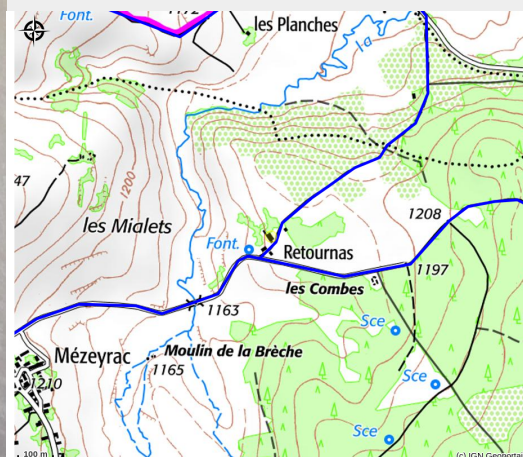 1172
Font.
les Planches
la
47
1200
les Mialets
1208
Font.
Retournas
1197
les Combes
1163
Mézeyrac
Moulin de la Brèche
1165
Sce
1210
Sce
Sce
100 m
(c) IGN Geoportail